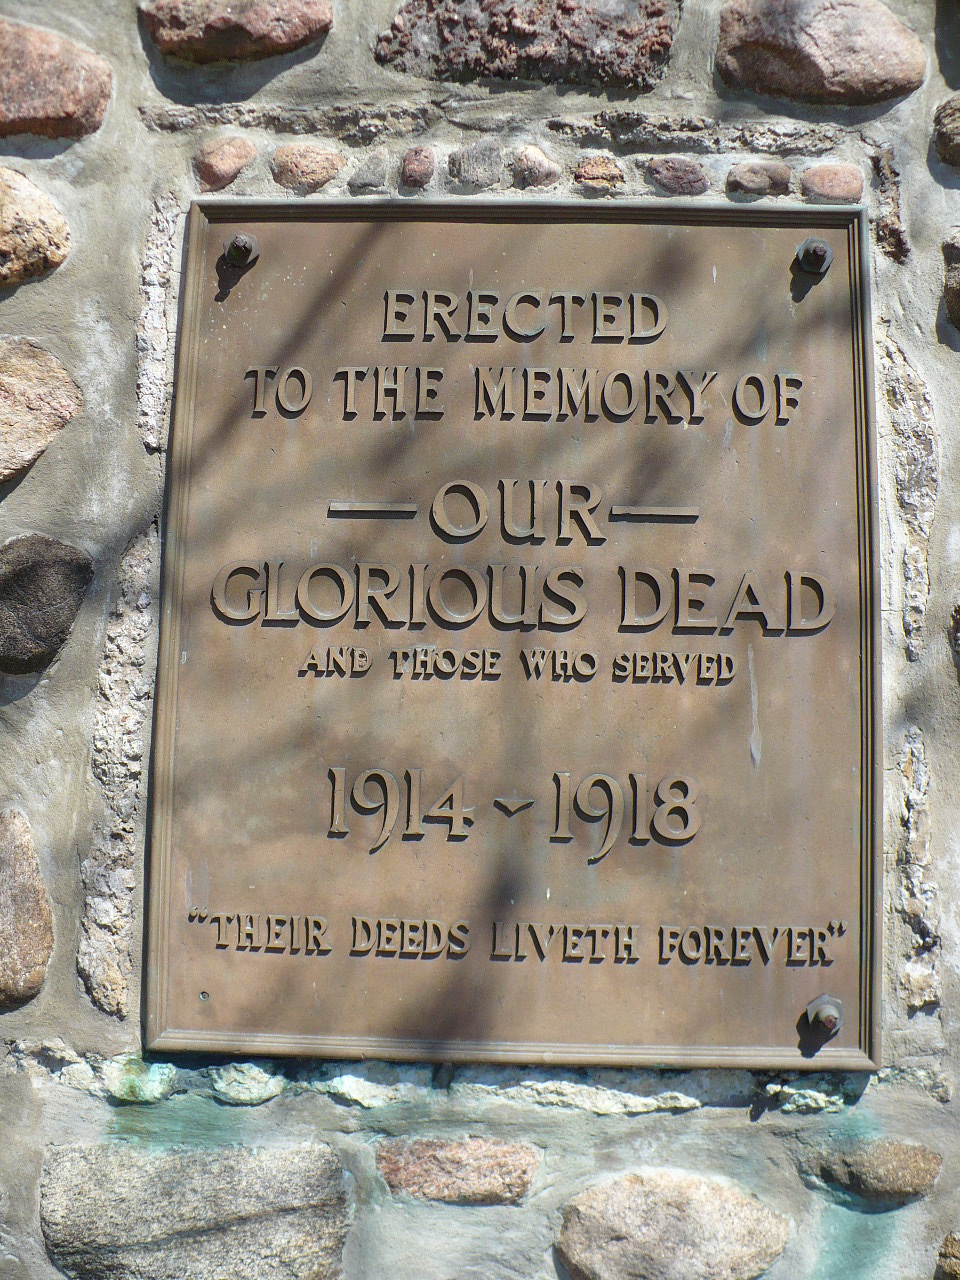 ERECTED
TO THE MEMORY OF
— OUR —
GLORIOUS DEAD
AND THOSE WHO SERVED
1914 - 1918
"THEIR DEEDS LIVETH FOREVER"